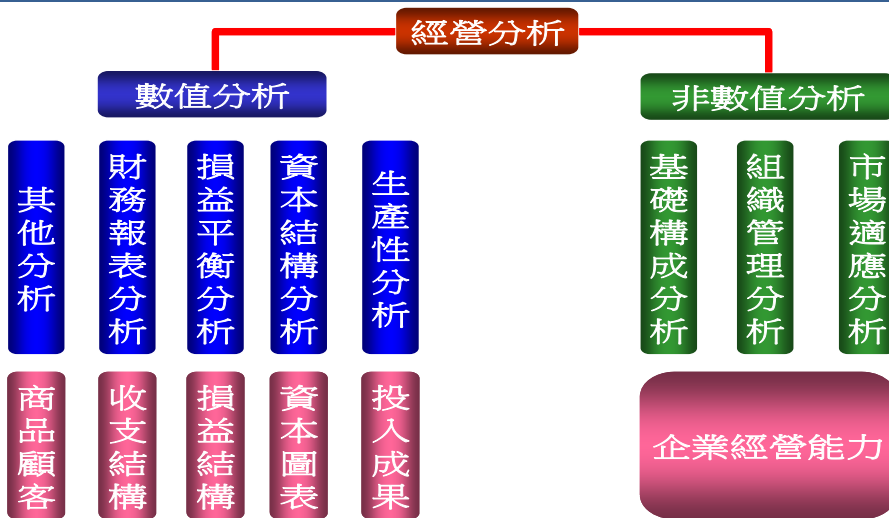 經營分析
數值分析
非數值分析
其他分析
財務報表分析
損益平衡分析
資本結構分析
生產性分析
基礎構成分析
組織管理分析
市場適應分析
商品顧客
收支結構
損益結構
資本圖表
投入成果
企業經營能力